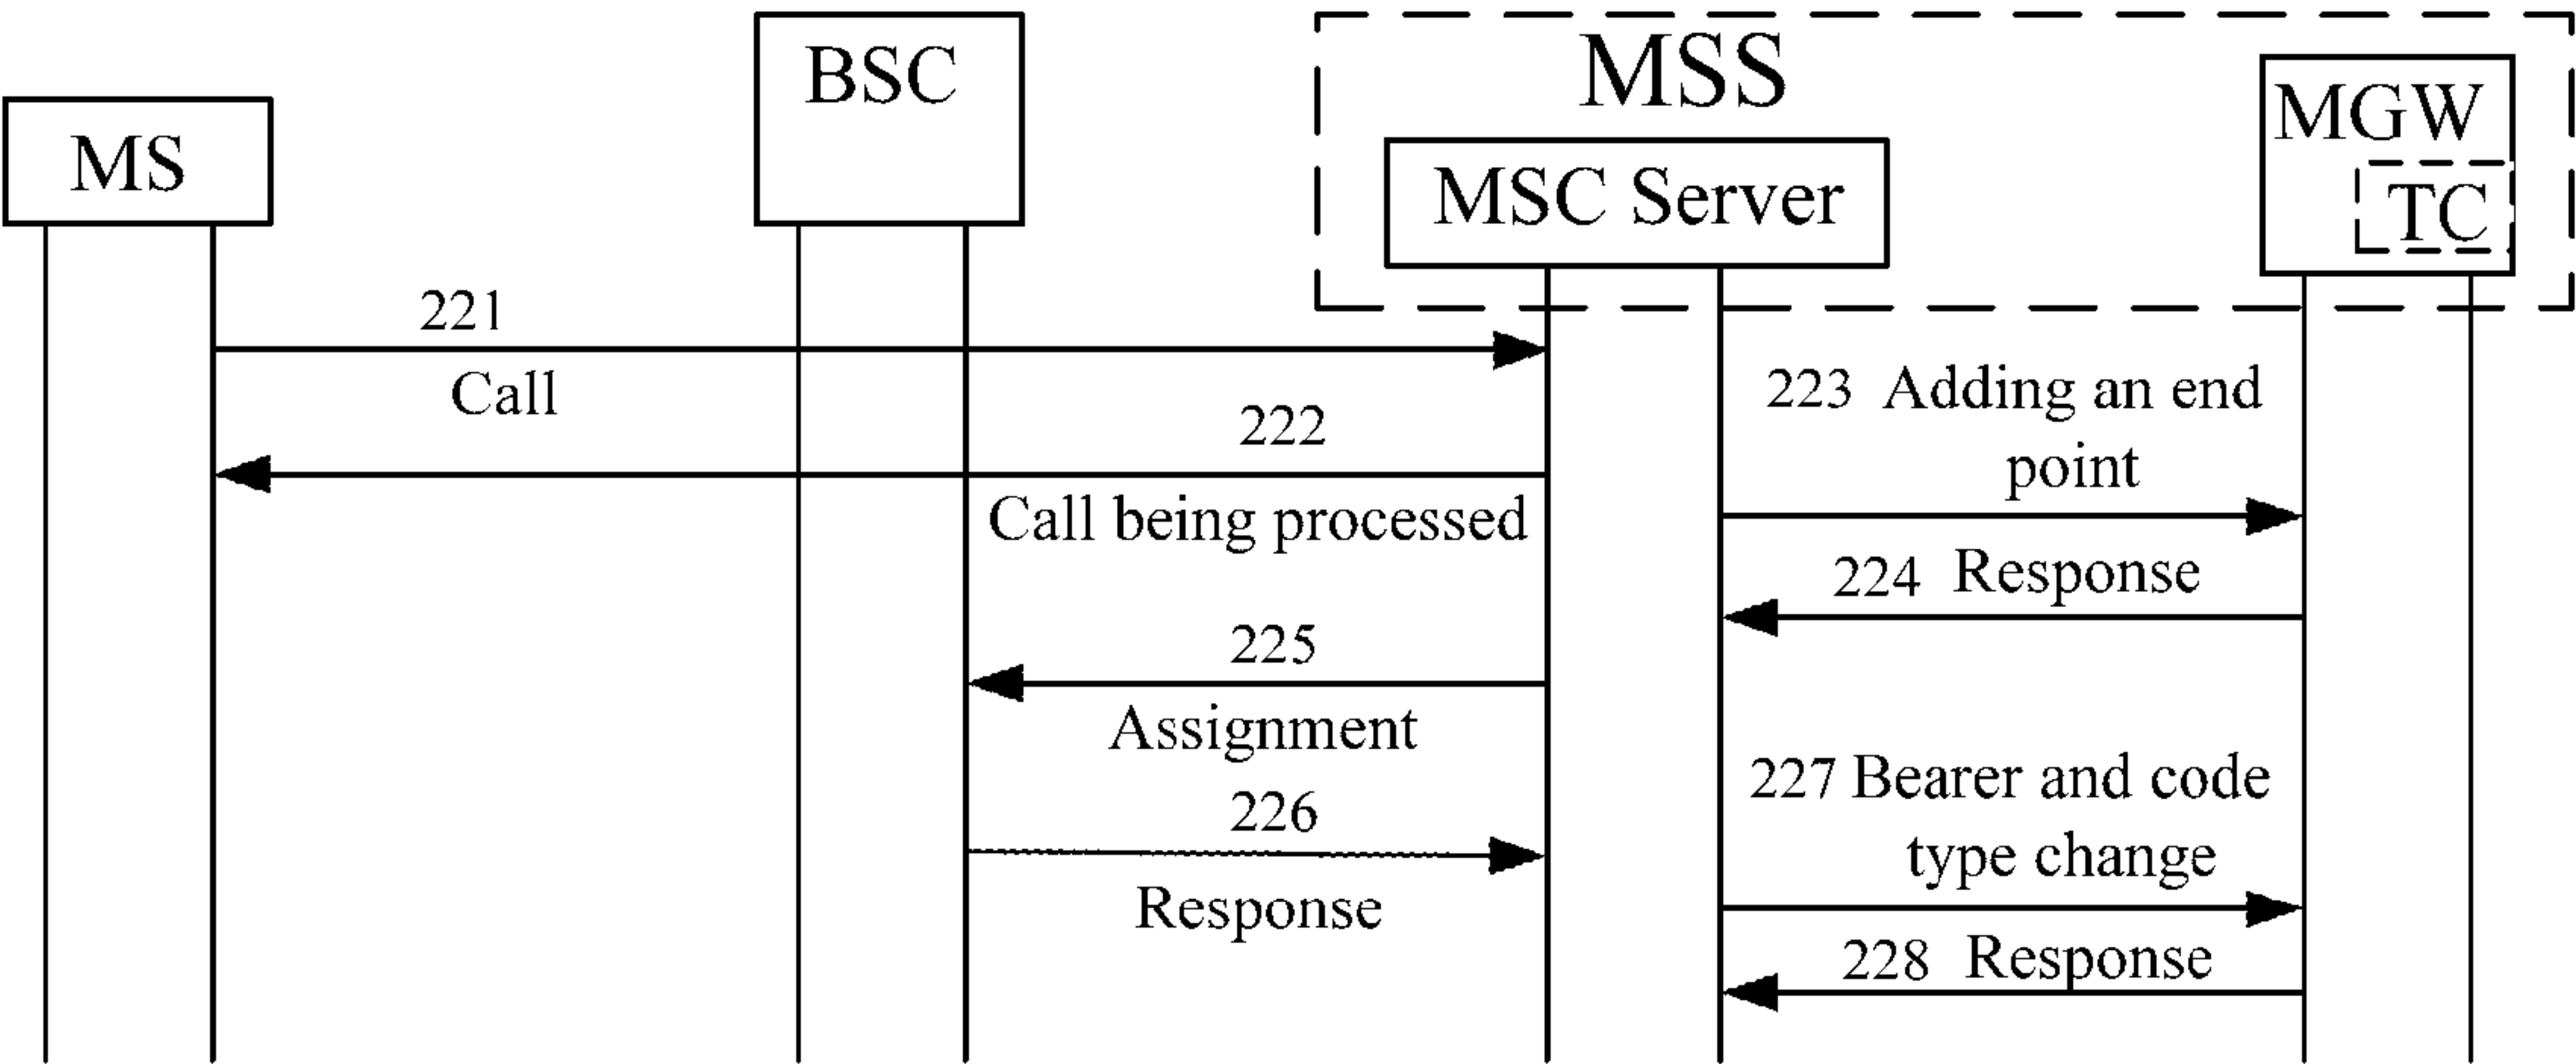 MS
BSC
MSS
MSC Server
MGW
TC
221
Call
222
Call being processed
223 Adding an end
point
224 Response
225
Assignment
226
Response
227 Bearer and code
type change
228 Response